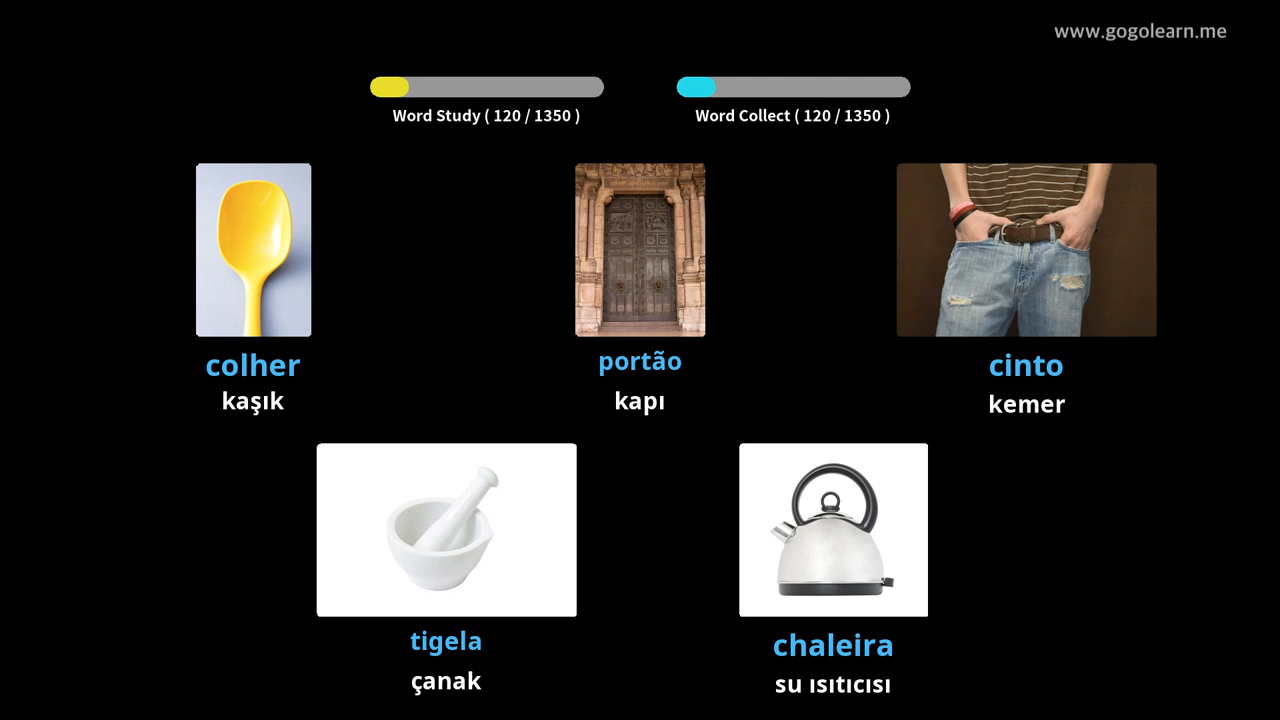 www.gogolearn.me
Word Study ( 120 / 1350 )
Word Collect ( 120 / 1350 )
colher
kaşık
portão
kapı
cinto
kemer
tigela
çanak
chaleira
su ısıtıcısı